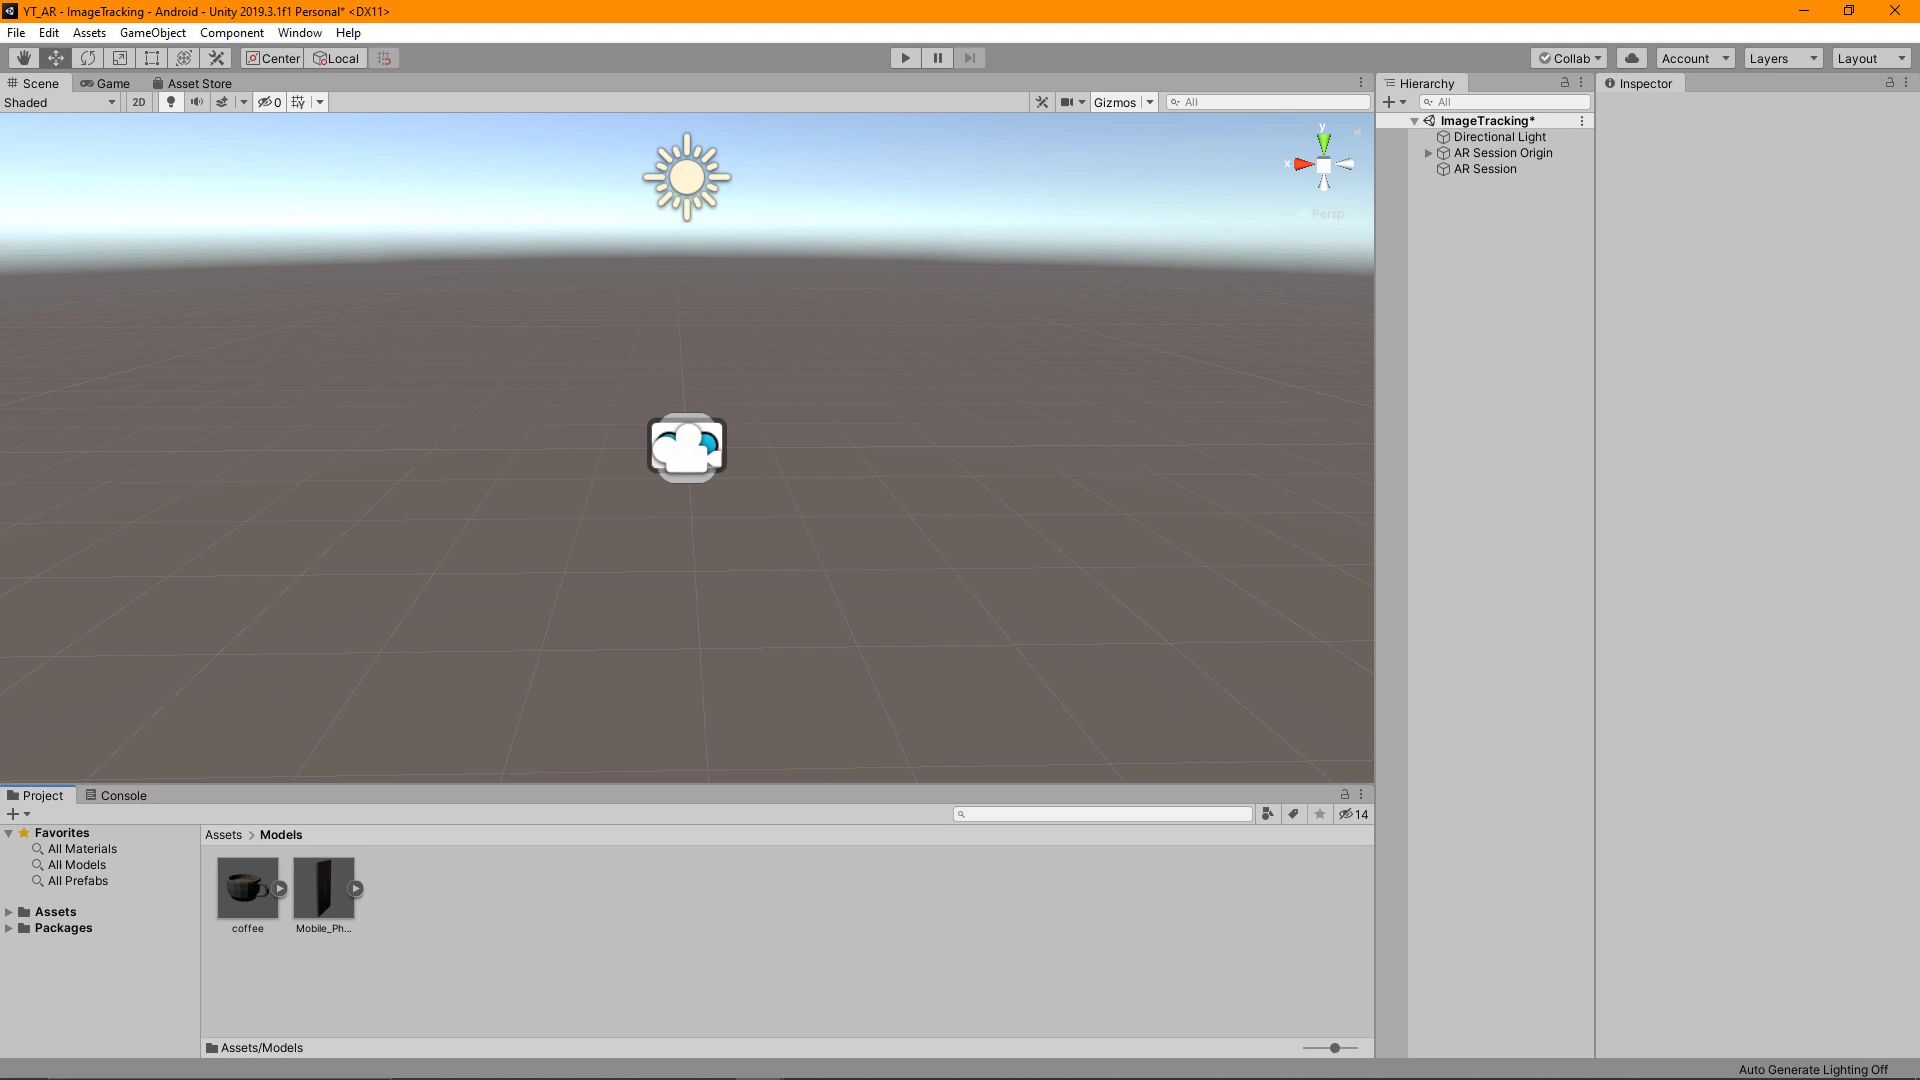 YT_AR - ImageTracking - Android - Unity 2019.3.1f1 Personal* <DX11>
File Edit Assets GameObject Component Window Help
Center Local Collab Account Layers Layout
Scene Game Asset Store Hierarchy Inspector
Shaded 2D 0 Gizmos All All
ImageTracking*
Directional Light
AR Session Origin
AR Session
y
x
Persp
Project Console
14
Favorites
All Materials
All Models
All Prefabs
Assets
Packages
Assets > Models
coffee Mobile_Ph...
Assets/Models
Auto Generate Lighting Off